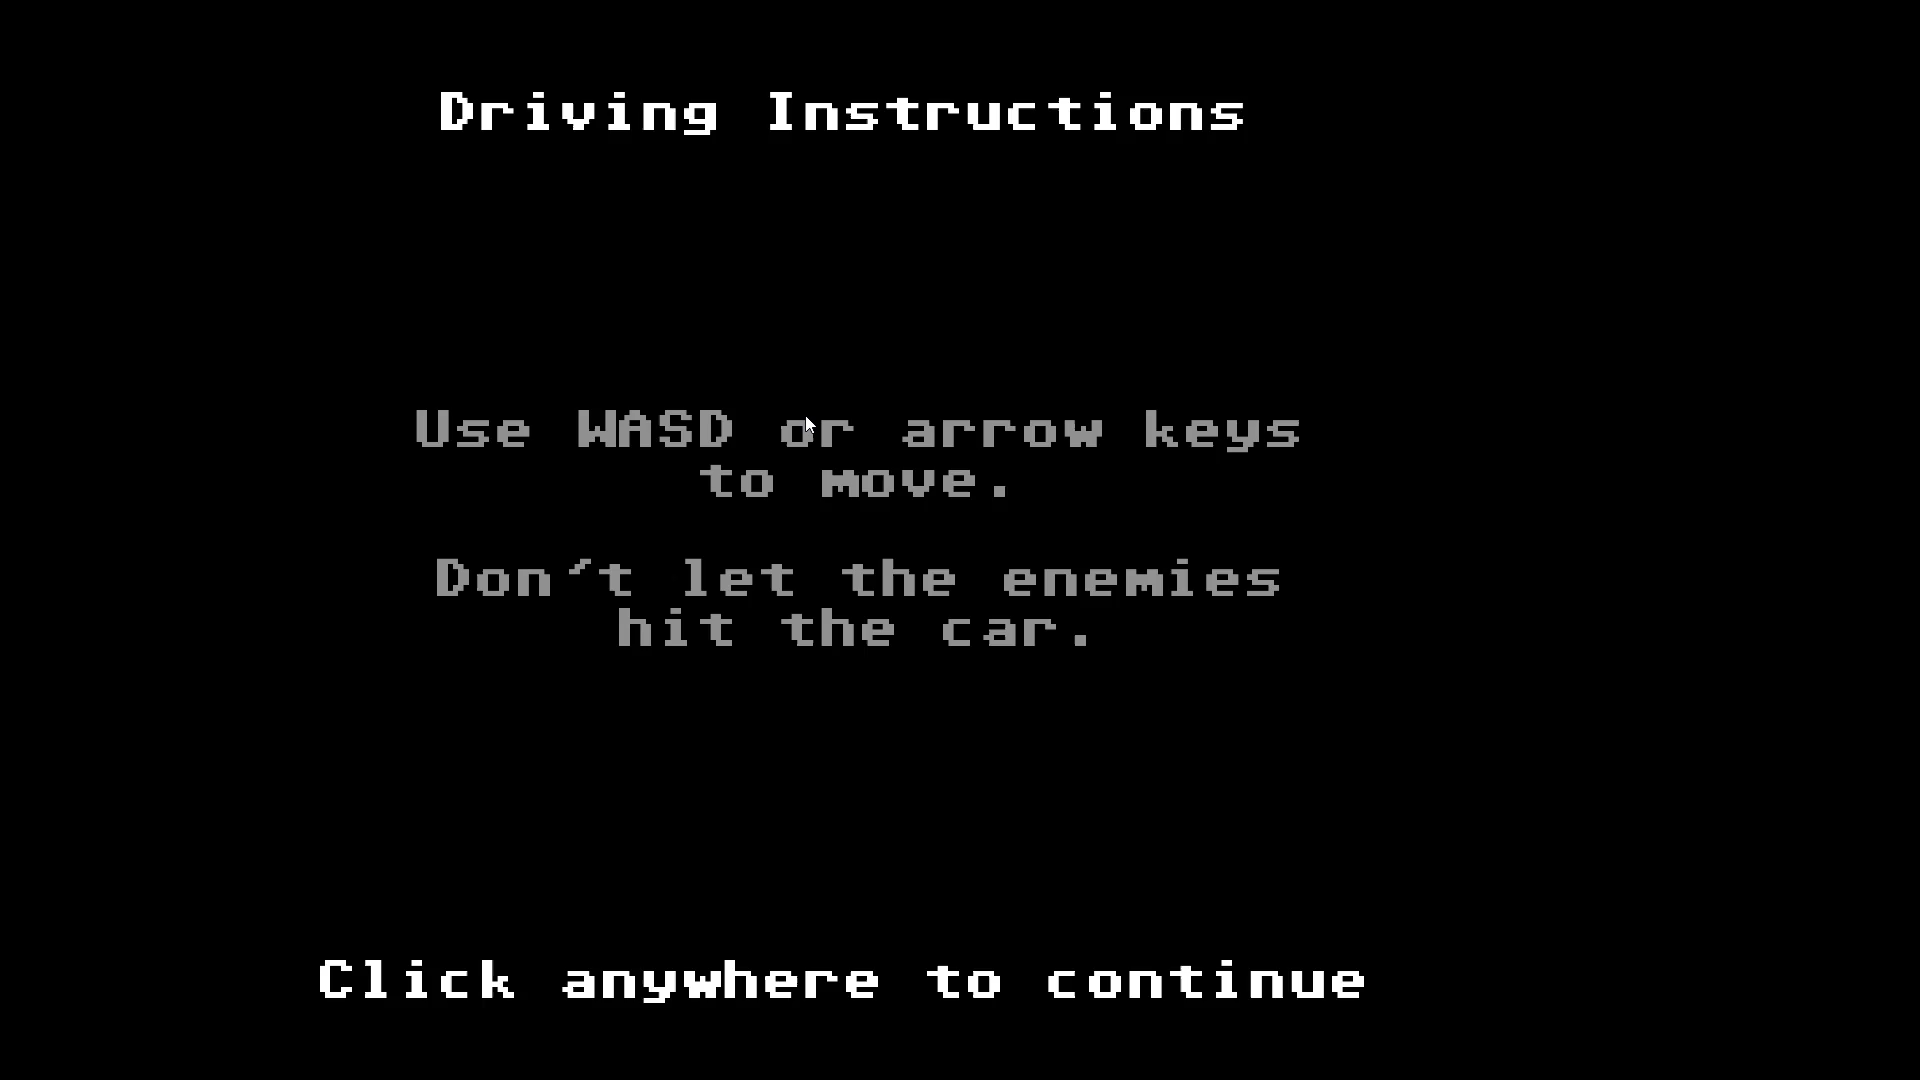 Driving Instructions
Use WASD or arrow keys
to move.
Don't let the enemies
hit the car.
Click anywhere to continue